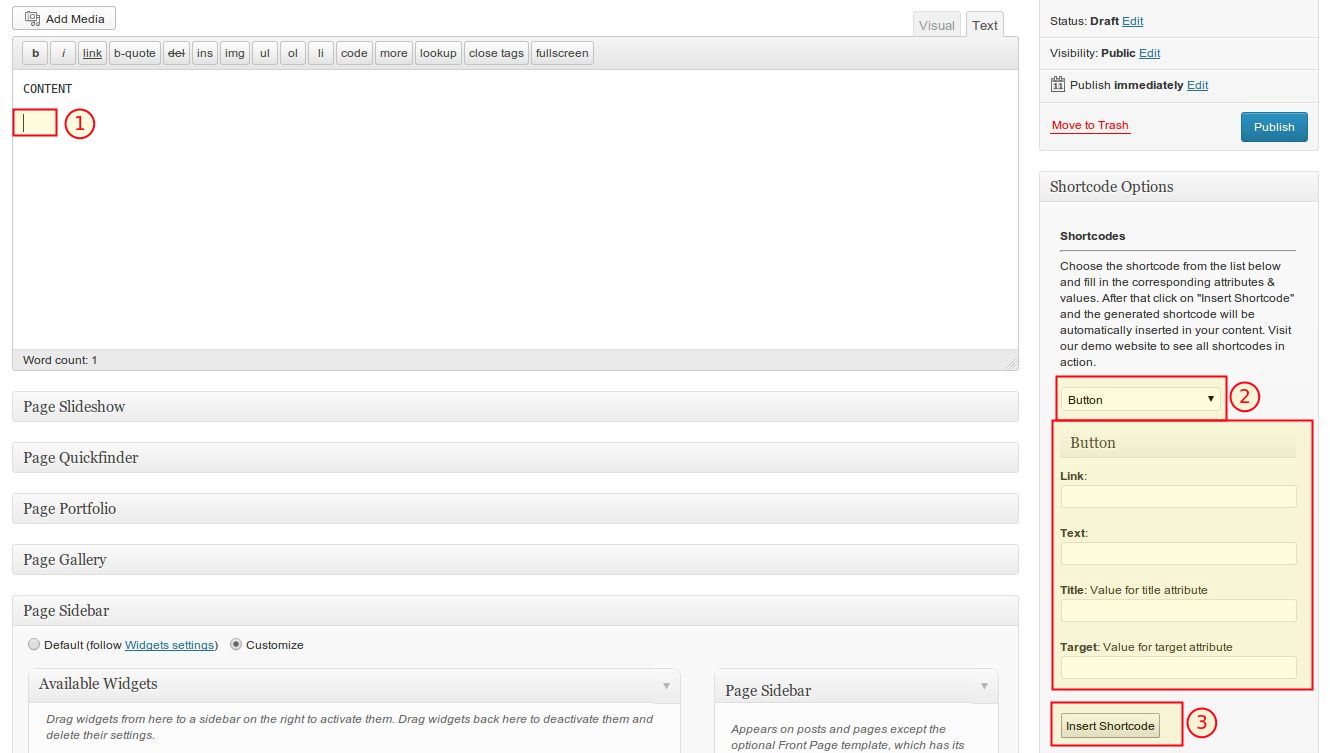 Add Media
Visual
Text
b
i
link
b-quote
del
ins
img
ul
ol
li
code
more
lookup
close tags
fullscreen
CONTENT
1
Word count: 1
Page Slideshow
Page Quickfinder
Page Portfolio
Page Gallery
Page Sidebar
Default (follow Widgets settings)
Customize
Available Widgets
Drag widgets from here to a sidebar on the right to activate them. Drag widgets back here to deactivate them and
delete their settings.
Page Sidebar
Appears on posts and pages except the
optional Front Page template, which has its
Status: Draft Edit
Visibility: Public Edit
11
Publish immediately Edit
Move to Trash
Publish
Shortcode Options
Shortcodes
Choose the shortcode from the list below
and fill in the corresponding attributes &
values. After that click on "Insert Shortcode"
and the generated shortcode will be
automatically inserted in your content. Visit
our demo website to see all shortcodes in
action.
Button
2
Button
Link:
Text:
Title: Value for title attribute
Target: Value for target attribute
Insert Shortcode
3